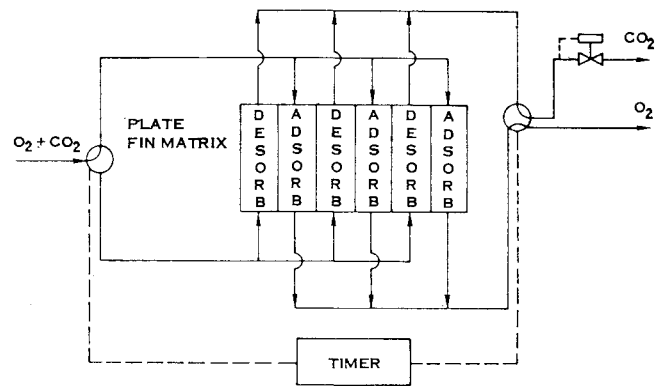 CO₂
O₂
O₂ + CO₂
PLATE
FIN MATRIX
DESORB
ADSORB
DESORB
ADSORB
DESORB
ADSORB
TIMER